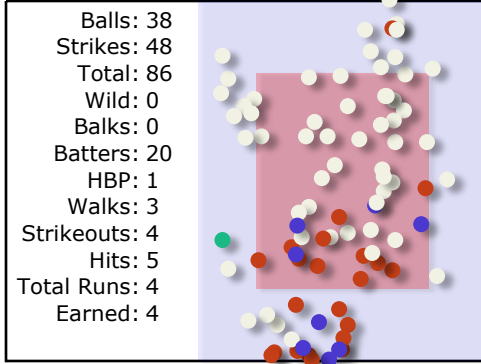 Balls: 38
Strikes: 48
Total: 86
Wild: 0
Balks: 0
Batters: 20
HBP: 1
Walks: 3
Strikeouts: 4
Hits: 5
Total Runs: 4
Earned: 4